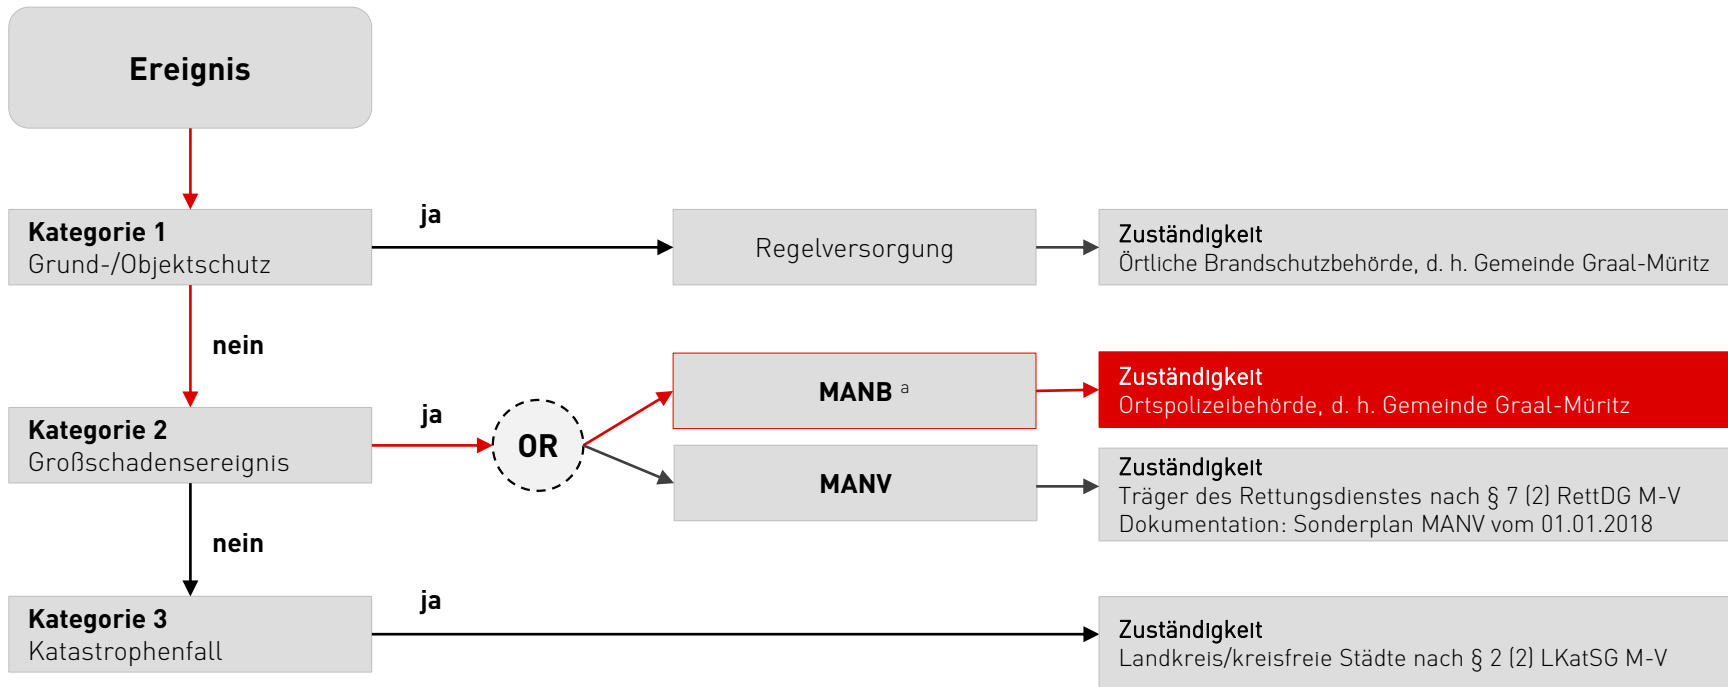 Ereignis
Kategorie 1
Grund-/Objektschutz
ja
Regelversorgung
Zuständigkeit
Örtliche Brandschutzbehörde, d. h. Gemeinde Graal-Müritz
nein
Kategorie 2
Großschadensereignis
ja
OR
MANB a
Zuständigkeit
Ortspolizeibehörde, d. h. Gemeinde Graal-Müritz
MANV
Zuständigkeit
Träger des Rettungsdienstes nach § 7 (2) RettDG M-V
Dokumentation: Sonderplan MANV vom 01.01.2018
nein
Kategorie 3
Katastrophenfall
ja
Zuständigkeit
Landkreis/kreisfreie Städte nach § 2 (2) LKatSG M-V